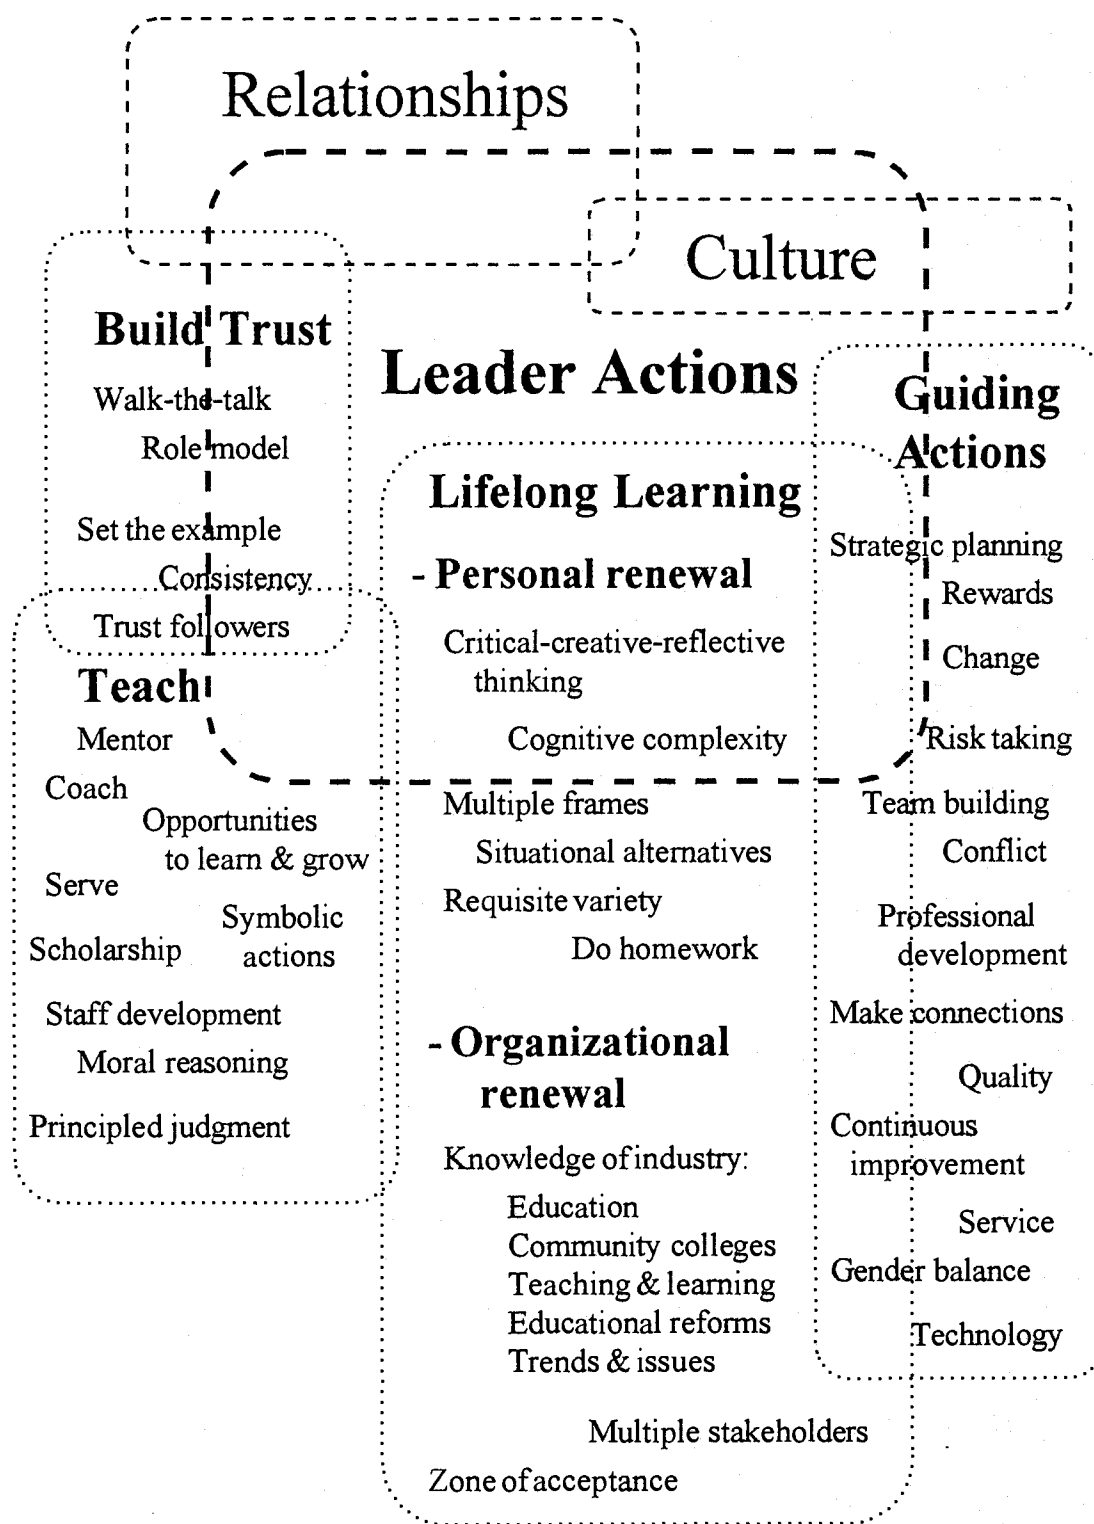 Relationships
Culture
Build Trust
Walk-the-talk
Role model
Set the example
Consistency
Trust followers
Teach
Mentor
Coach
Opportunities
to learn & grow
Serve
Symbolic
actions
Scholarship
Staff development
Moral reasoning
Principled judgment
Leader Actions
Lifelong Learning
- Personal renewal
Critical-creative-reflective
thinking
Cognitive complexity
Multiple frames
Situational alternatives
Requisite variety
Do homework
- Organizational
renewal
Knowledge of industry:
Education
Community colleges
Teaching & learning
Educational reforms
Trends & issues
Multiple stakeholders
Zone of acceptance
Guiding
Actions
Strategic planning
Rewards
Change
Risk taking
Team building
Conflict
Professional
development
Make connections
Quality
Continuous
improvement
Service
Gender balance
Technology